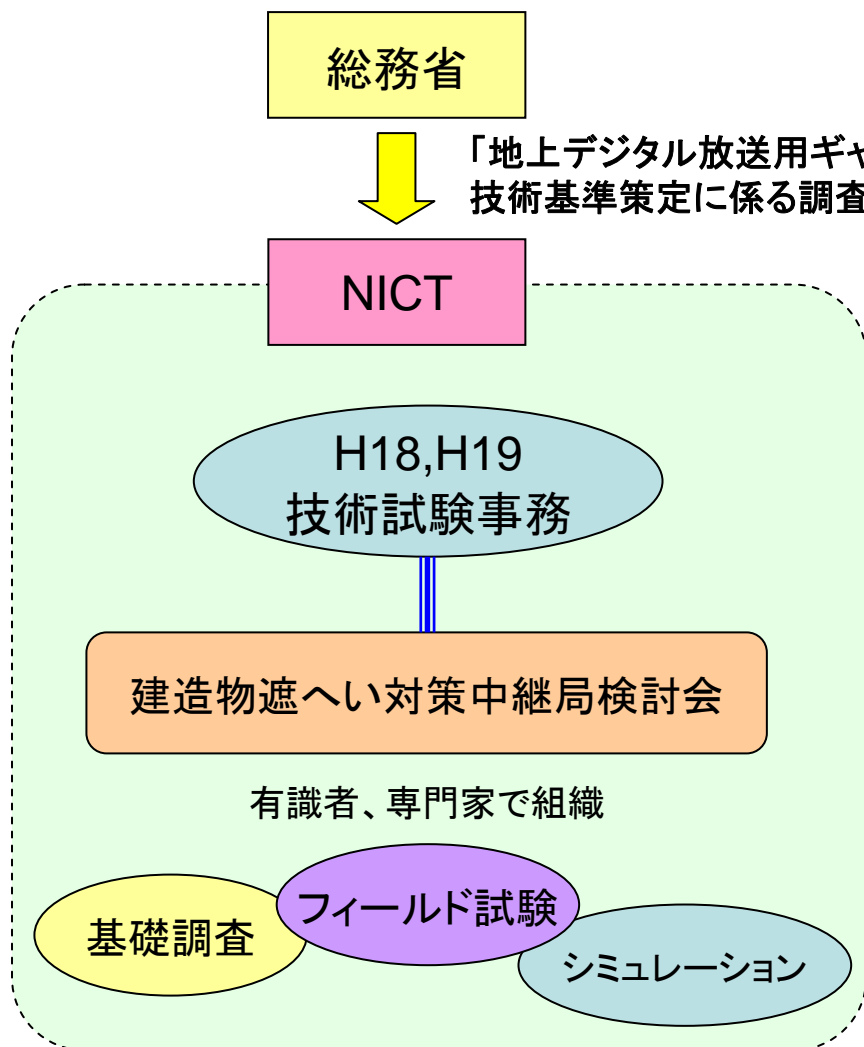 総務省
「地上デジタル放送用ギャ
技術基準策定に係る調査
NICT
H18,H19
技術試験事務
建造物遮へい対策中継局検討会
有識者、専門家で組織
フィールド試験
基礎調査
シミュレーション